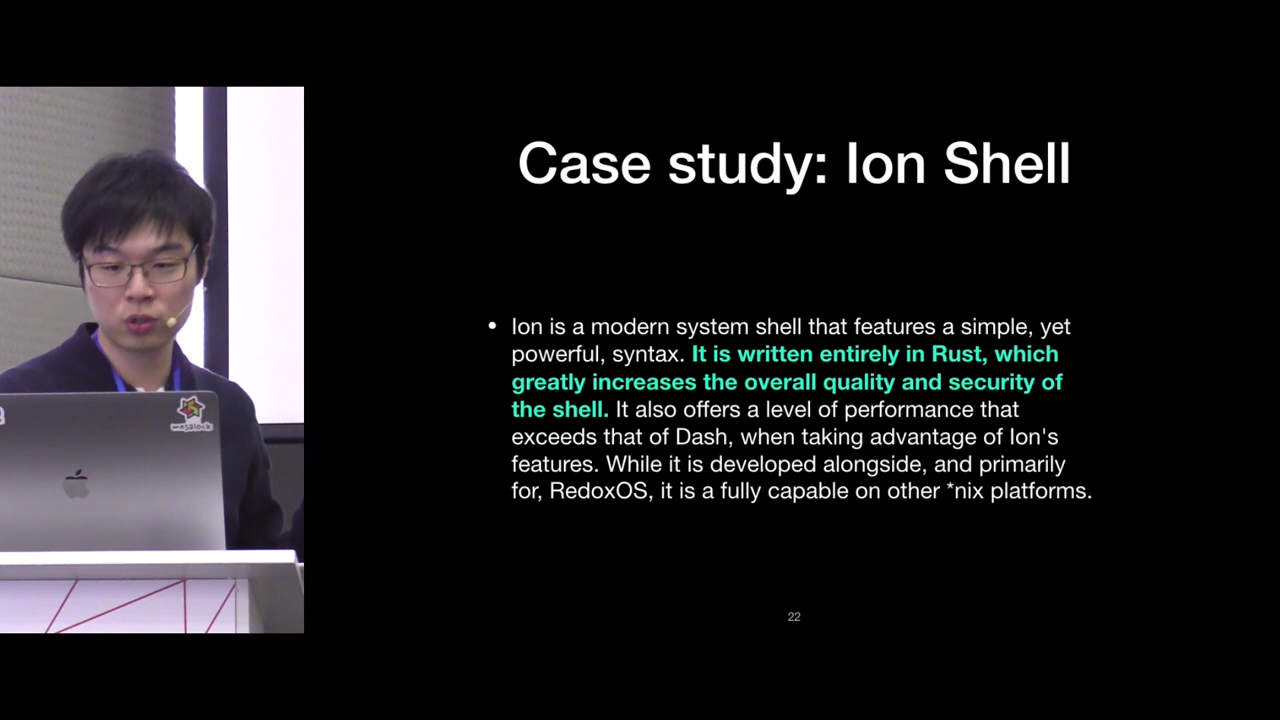 Case study: Ion Shell
• Ion is a modern system shell that features a simple, yet
powerful, syntax. It is written entirely in Rust, which
greatly increases the overall quality and security of
the shell. It also offers a level of performance that
exceeds that of Dash, when taking advantage of Ion's
features. While it is developed alongside, and primarily
for, RedoxOS, it is a fully capable on other *nix platforms.
22
mesalock